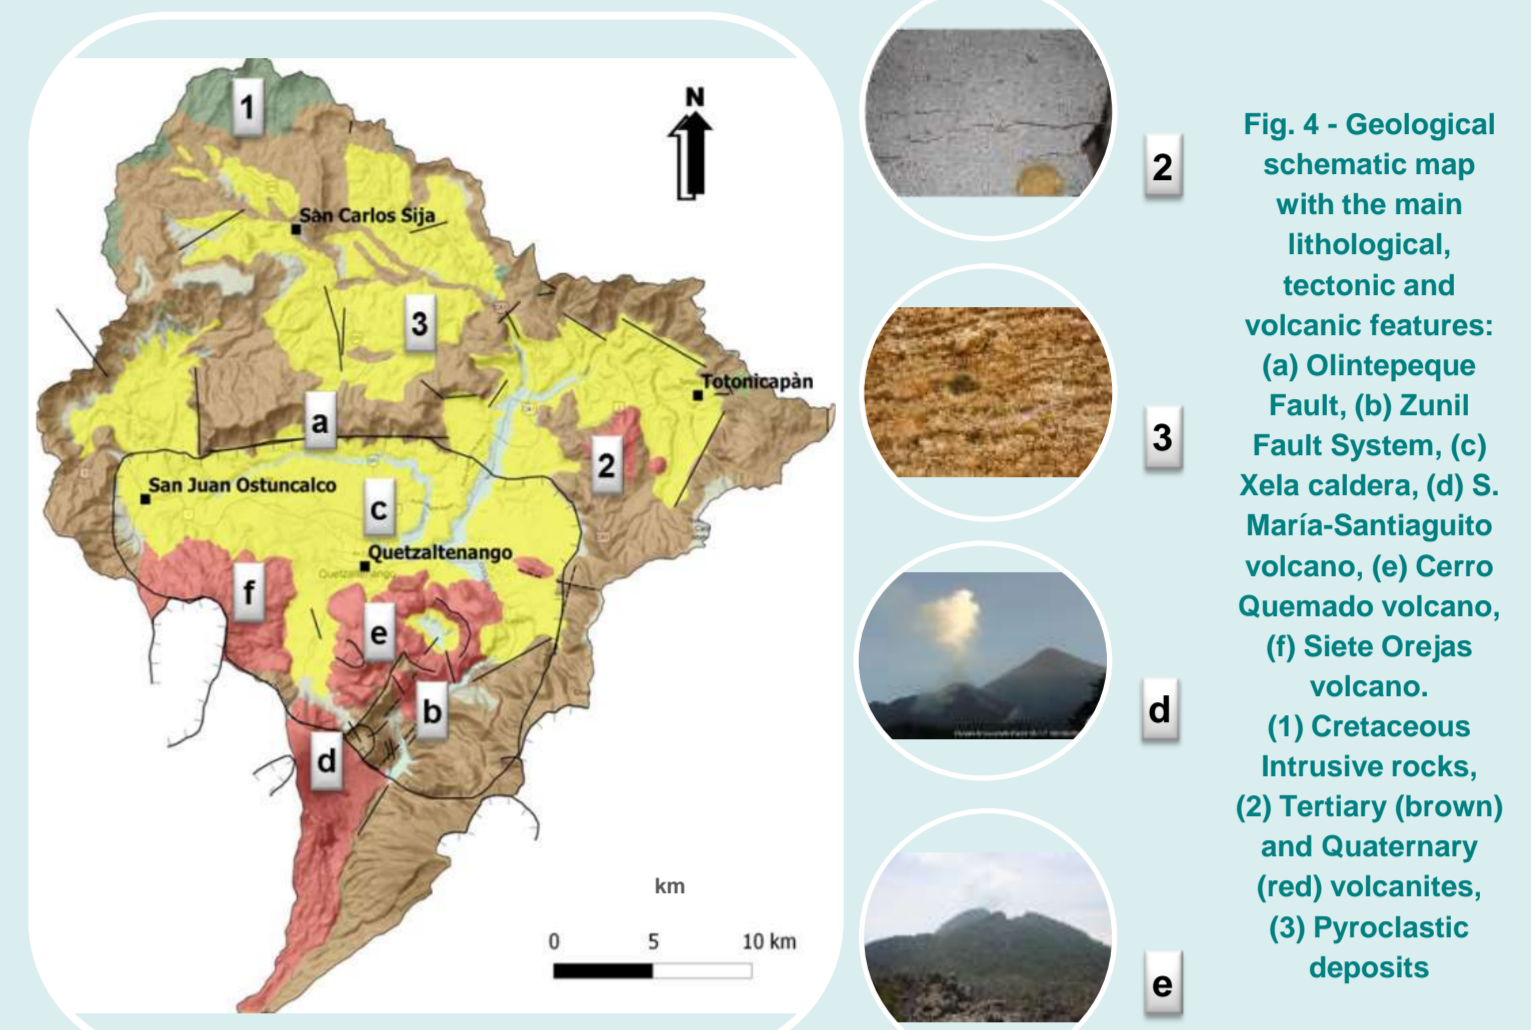 1
N
San Carlos Sija
3
Totonicapàn
a
2
San Juan Ostuncalco
c
Quetzaltenango
f
e
b
d
km
0 5 10 km
2
3
d
e
Fig. 4 - Geological
schematic map
with the main
lithological,
tectonic and
volcanic features:
(a) Olintepeque
Fault, (b) Zunil
Fault System, (c)
Xela caldera, (d) S.
María-Santiaguito
volcano, (e) Cerro
Quemado volcano,
(f) Siete Orejas
volcano.
(1) Cretaceous
Intrusive rocks,
(2) Tertiary (brown)
and Quaternary
(red) volcanites,
(3) Pyroclastic
deposits